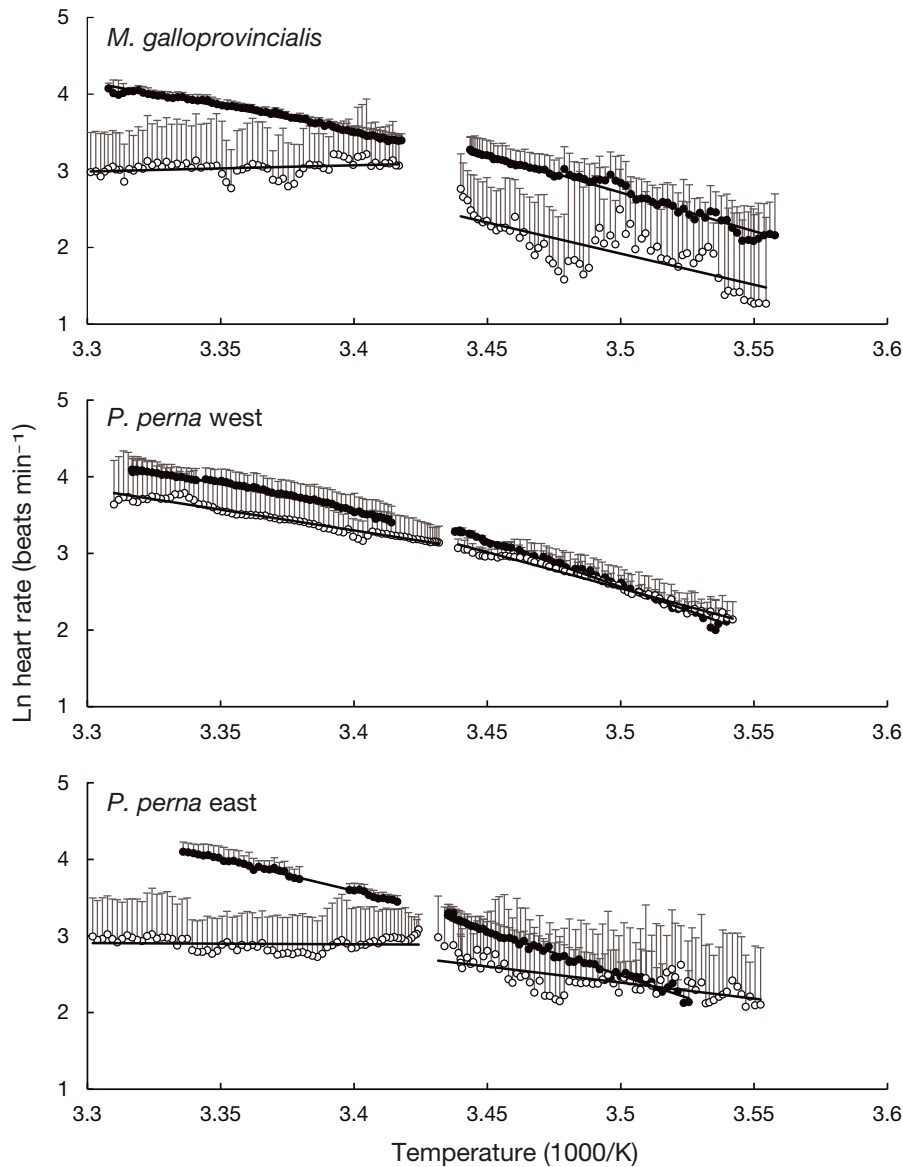 5
M. galloprovincialis
4
3
2
1
3.3 3.35 3.4 3.45 3.5 3.55 3.6
5
P. perna west
4
3
2
1
3.3 3.35 3.4 3.45 3.5 3.55 3.6
Ln heart rate (beats min⁻¹)
5
P. perna east
4
3
2
1
3.3 3.35 3.4 3.45 3.5 3.55 3.6
Temperature (1000/K)